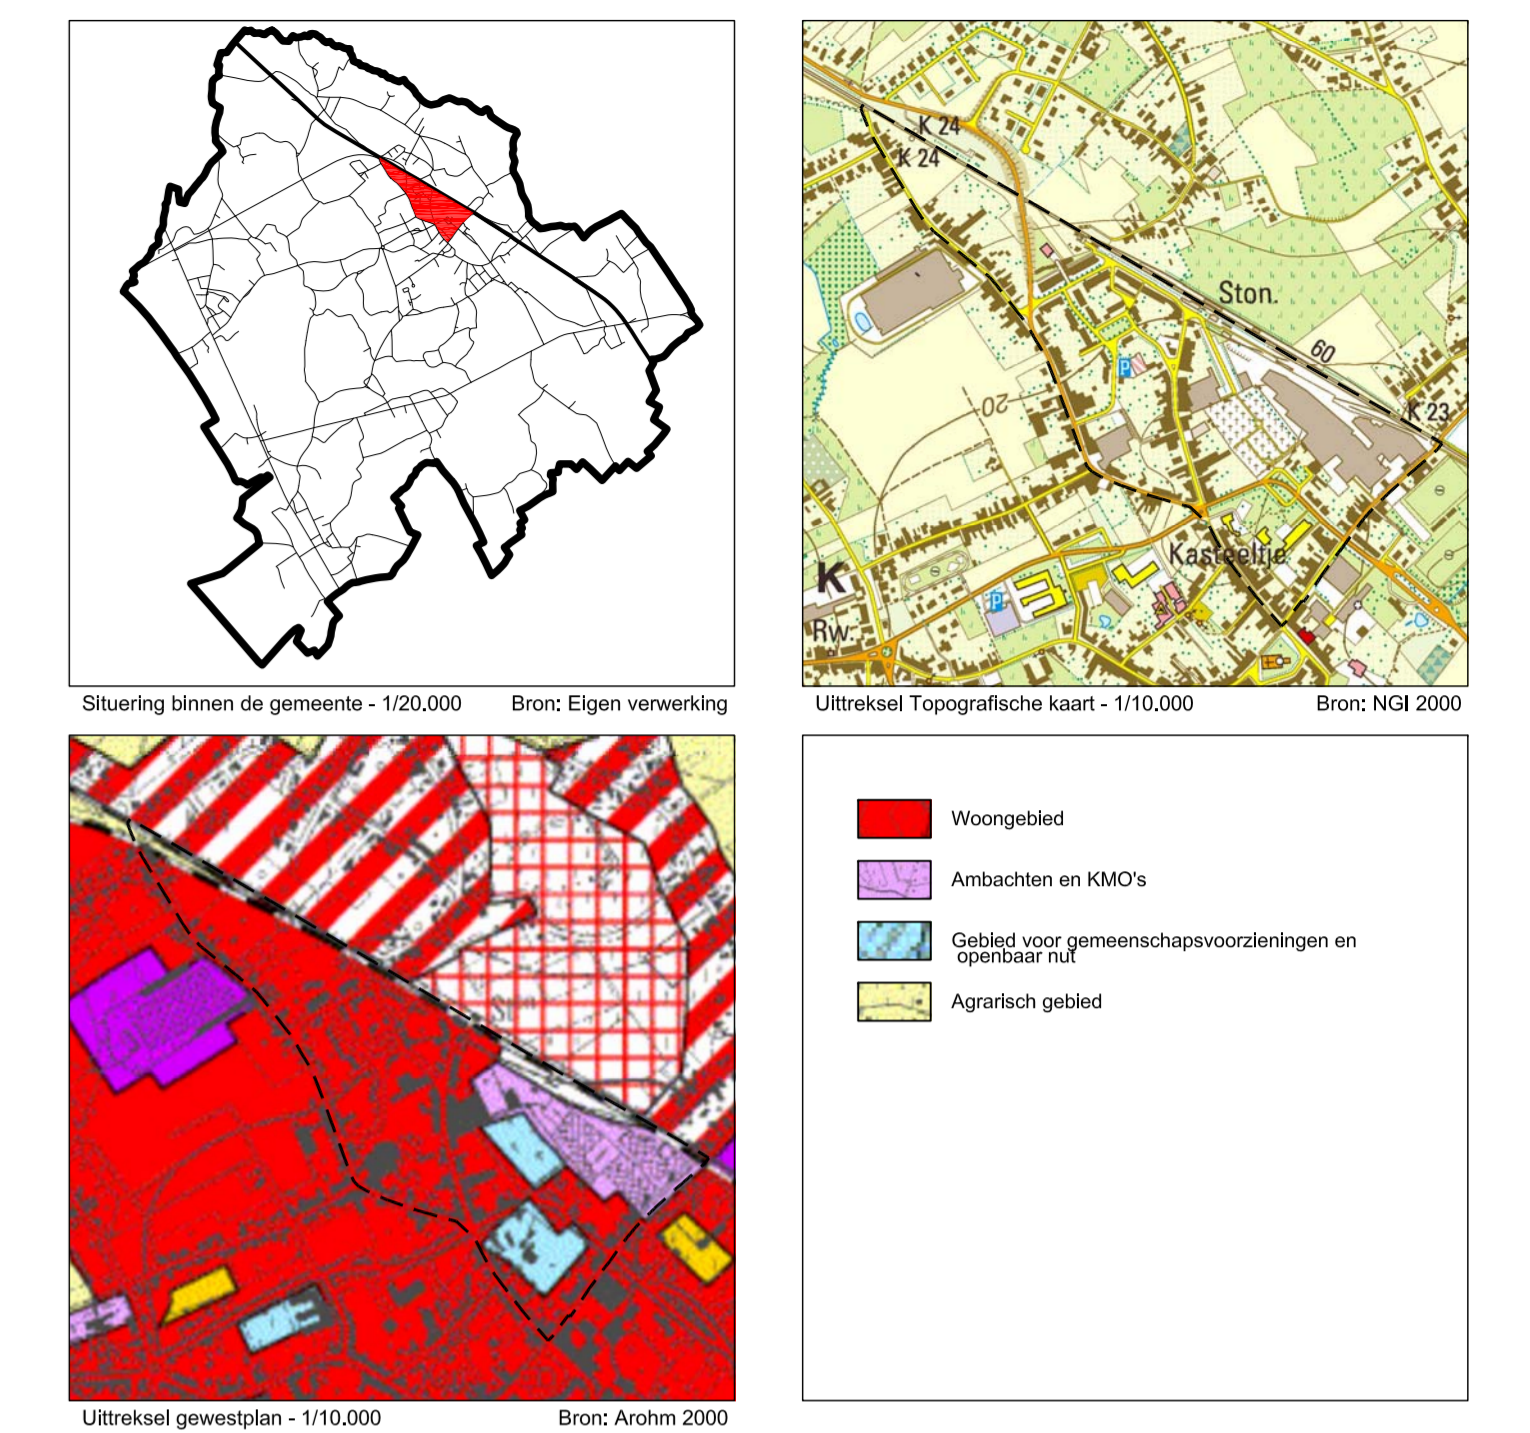 Situering binnen de gemeente - 1/20.000 Bron: Eigen verwerking
K 24
K 24
Ston.
60
20
K 23
Kasteeltje
K
Rw.
P
P
Uittreksel Topografische kaart - 1/10.000 Bron: NGI 2000
Uittreksel gewestplan - 1/10.000 Bron: Arohm 2000
Woongebied
Ambachten en KMO's
Gebied voor gemeenschapsvoorzieningen en
openbaar nut
Agrarisch gebied